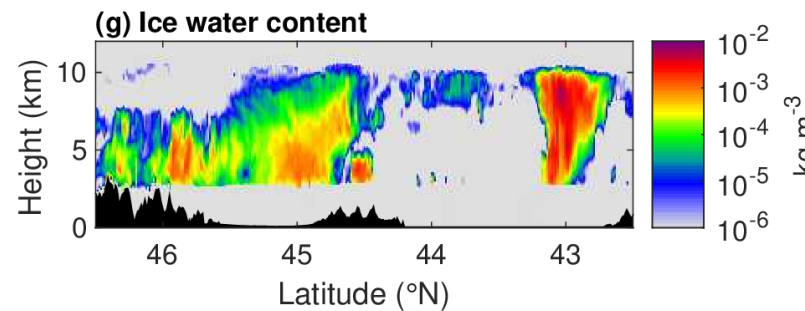 (g) Ice water content
Height (km)
10
5
0
46 45 44 43
Latitude (°N)
10-2
10-3
10-4
10-5
10-6
kg m-3